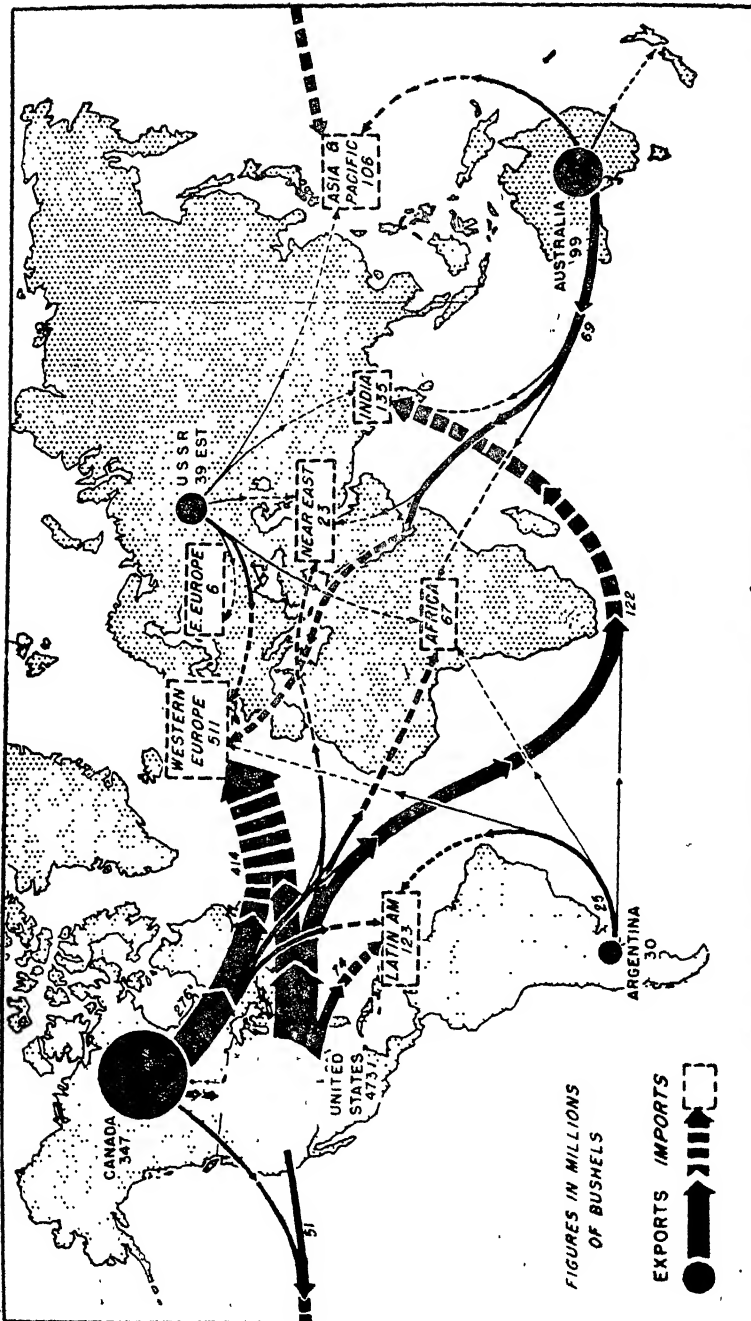 CANADA
347
276
414
51
UNITED
STATES
473
74
LATIN AM
123
25
ARGENTINA
30
WESTERN
EUROPE
511
E. EUROPE
6
U S S R
39 EST
NEAR EAST
AFRICA
67
122
INDIA
135
ASIA &
PACIFIC
106
69
AUSTRALIA
99
FIGURES IN MILLIONS
OF BUSHELS
EXPORTS IMPORTS